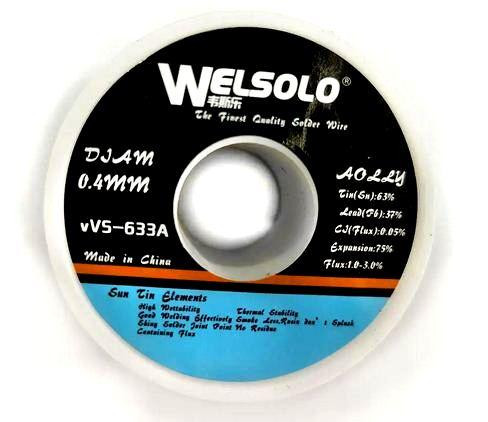 WELSOLO®
韦斯乐
The Finest Quality Solder Wire
DIAM
0.4MM
vVS-633A
Made in China
AOLLY
Tin(Sn):63%
Lead(Pb):37%
CI(Flux):0.05%
Expansion:75%
Flux:1.0-3.0%
Sun Tin Elements
High Wettability Thermal Stability
Good Welding Effectively Smoke Less,Rosin don' t Splash
Shing Solder Joint Point No Residue
Containing Flux